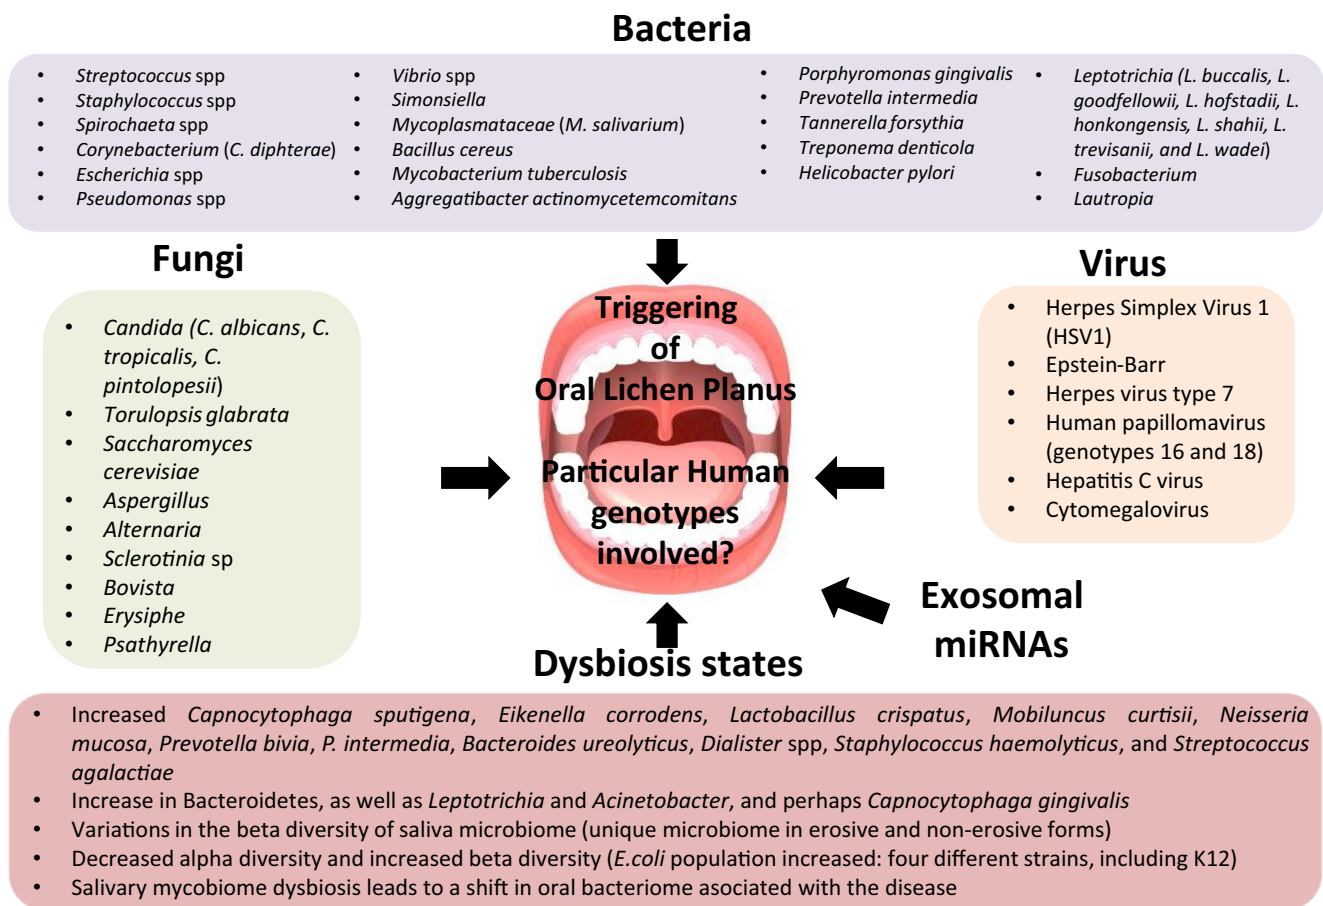 Bacteria
• Streptococcus spp
• Staphylococcus spp
• Spirochaeta spp
• Corynebacterium (C. diphterae)
• Escherichia spp
• Pseudomonas spp
• Vibrio spp
• Simonsiella
• Mycoplasmataceae (M. salivarium)
• Bacillus cereus
• Mycobacterium tuberculosis
• Aggregatibacter actinomycetemcomitans
• Porphyromonas gingivalis
• Prevotella intermedia
• Tannerella forsythia
• Treponema denticola
• Helicobacter pylori
• Leptotrichia (L. buccalis, L.
goodfellowii, L. hofstadii, L.
honkongensis, L. shahii, L.
trevisanii, and L. wadei)
• Fusobacterium
• Lautropia
Fungi
• Candida (C. albicans, C.
tropicalis, C.
pintolopesii)
• Torulopsis glabrata
• Saccharomyces
cerevisiae
• Aspergillus
• Alternaria
• Sclerotinia sp
• Bovista
• Erysiphe
• Psathyrella
Triggering
of
Oral Lichen Planus
Particular Human
genotypes
involved?
Virus
• Herpes Simplex Virus 1
(HSV1)
• Epstein-Barr
• Herpes virus type 7
• Human papillomavirus
(genotypes 16 and 18)
• Hepatitis C virus
• Cytomegalovirus
Exosomal
miRNAs
Dysbiosis states
• Increased Capnocytophaga sputigena, Eikenella corrodens, Lactobacillus crispatus, Mobiluncus curtisii, Neisseria
mucosa, Prevotella bivia, P. intermedia, Bacteroides ureolyticus, Dialister spp, Staphylococcus haemolyticus, and Streptococcus
agalactiae
• Increase in Bacteroidetes, as well as Leptotrichia and Acinetobacter, and perhaps Capnocytophaga gingivalis
• Variations in the beta diversity of saliva microbiome (unique microbiome in erosive and non-erosive forms)
• Decreased alpha diversity and increased beta diversity (E.coli population increased: four different strains, including K12)
• Salivary mycobiome dysbiosis leads to a shift in oral bacteriome asociated with the disease